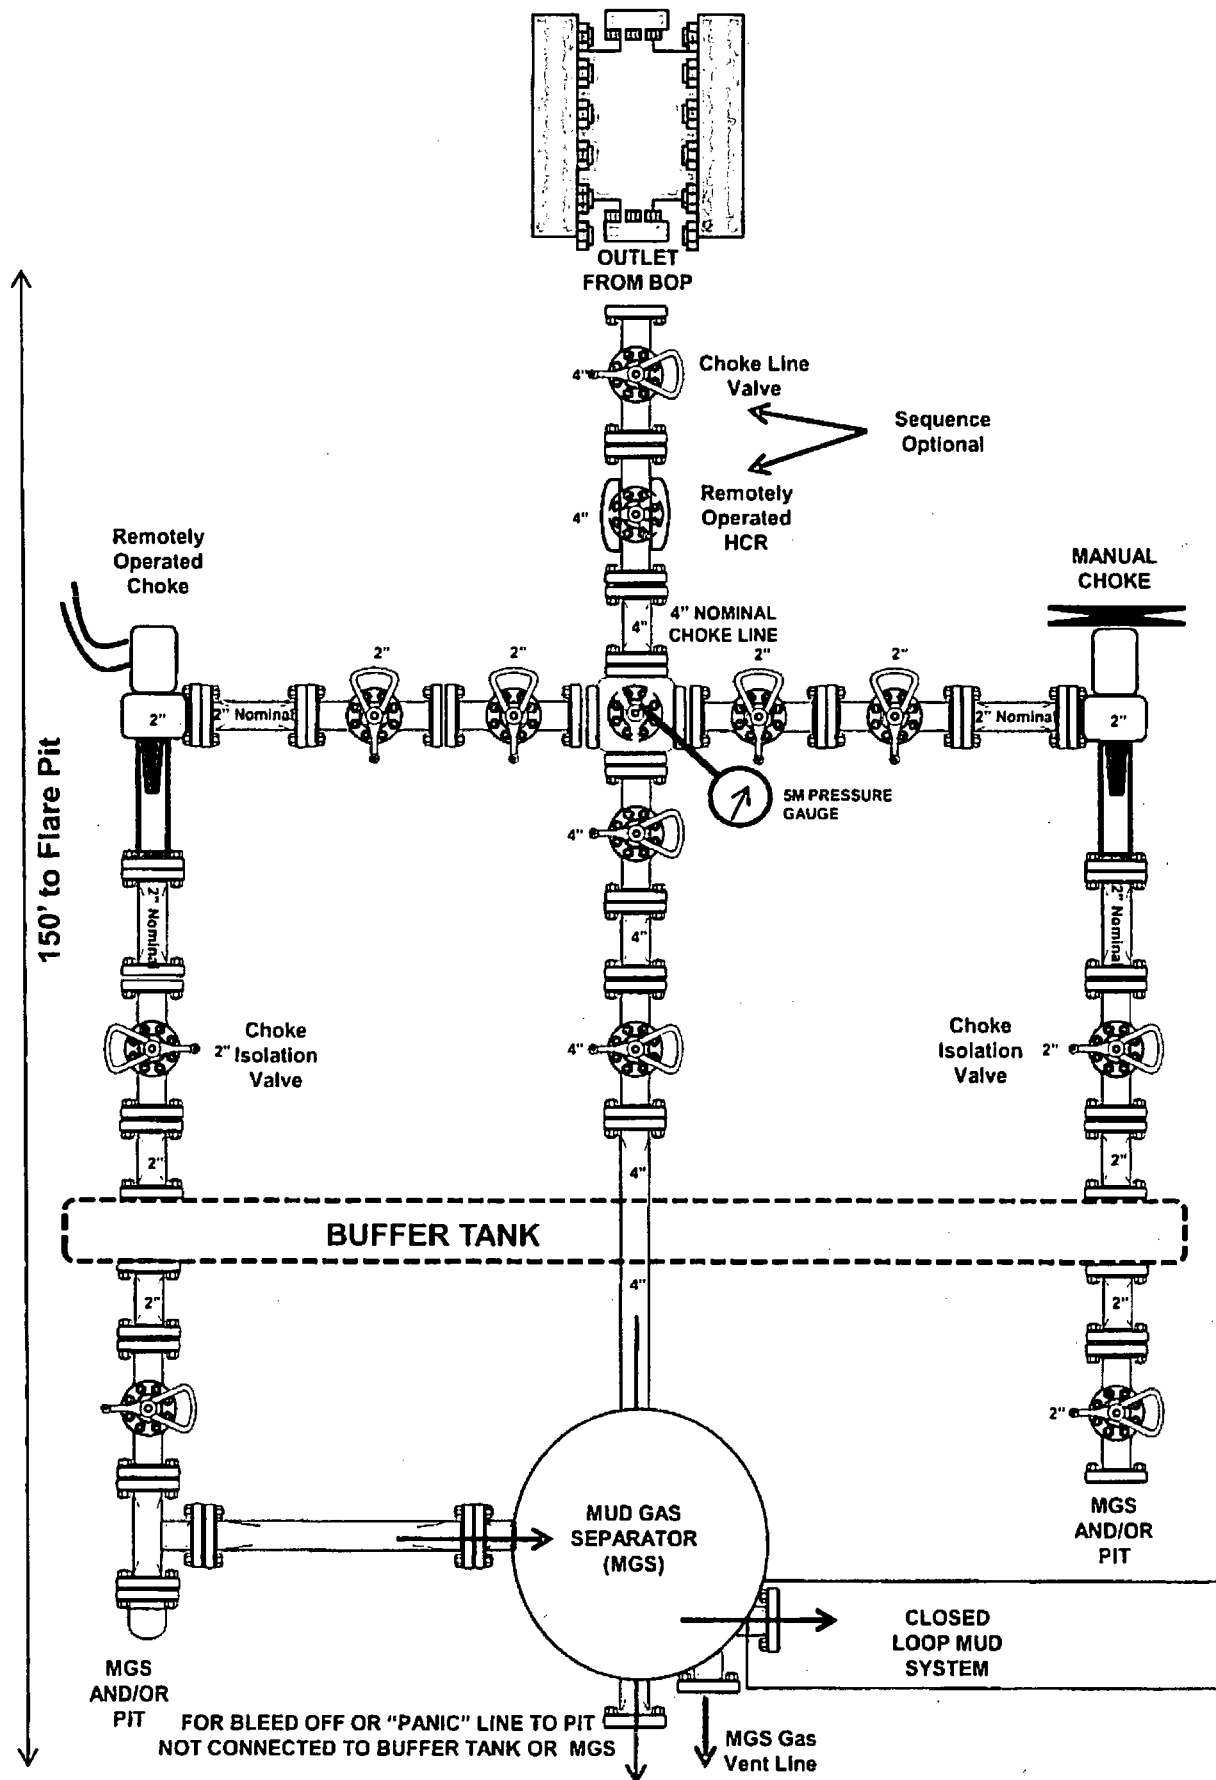 OUTLET
FROM BOP
4"
Choke Line
Valve
Sequence
Optional
4"
Remotely
Operated
HCR
Remotely
Operated
Choke
MANUAL
CHOKE
4"
4" NOMINAL
CHOKE LINE
2"
2"
2"
2"
2"
2" Nominal
2" Nominal
2"
5M PRESSURE
GAUGE
4"
150' to Flare Pit
2" Nominal
4"
2" Nominal
2"
Choke
Isolation
Valve
4"
Choke
Isolation
Valve
2"
2"
4"
2"
BUFFER TANK
2"
4"
2"
2"
MUD GAS
SEPARATOR
(MGS)
MGS
AND/OR
PIT
CLOSED
LOOP MUD
SYSTEM
MGS
AND/OR
PIT
FOR BLEED OFF OR "PANIC" LINE TO PIT
NOT CONNECTED TO BUFFER TANK OR MGS
MGS Gas
Vent Line